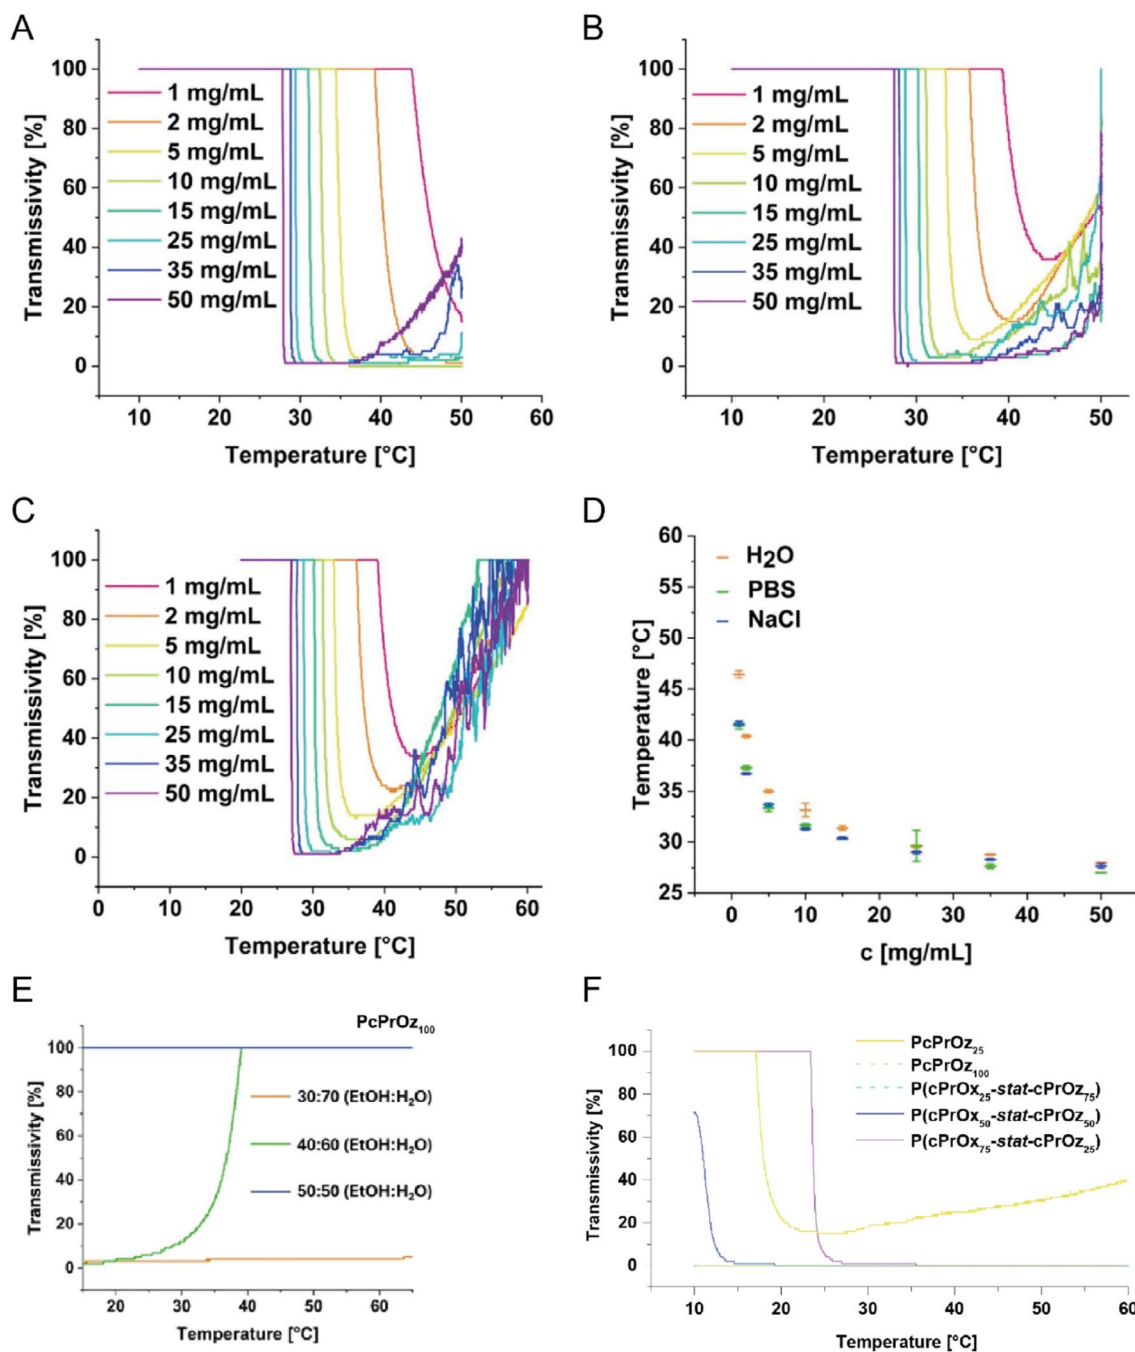 A
Transmissivity [%]
100
80
60
40
20
0
1 mg/mL
2 mg/mL
5 mg/mL
10 mg/mL
15 mg/mL
25 mg/mL
35 mg/mL
50 mg/mL
10 20 30 40 50 60
Temperature [°C]
B
Transmissivity [%]
100
80
60
40
20
0
1 mg/mL
2 mg/mL
5 mg/mL
10 mg/mL
15 mg/mL
25 mg/mL
35 mg/mL
50 mg/mL
10 20 30 40 50
Temperature [°C]
C
Transmissivity [%]
100
80
60
40
20
0
1 mg/mL
2 mg/mL
5 mg/mL
10 mg/mL
15 mg/mL
25 mg/mL
35 mg/mL
50 mg/mL
0 10 20 30 40 50 60
Temperature [°C]
D
Temperature [°C]
60
55
50
45
40
35
30
25
H₂O
PBS
NaCl
0 10 20 30 40 50
c [mg/mL]
E
PcPrOz₁₀₀
Transmissivity [%]
100
80
60
40
20
0
30:70 (EtOH:H₂O)
40:60 (EtOH:H₂O)
50:50 (EtOH:H₂O)
20 30 40 50 60
Temperature [°C]
F
Transmissivity [%]
100
80
60
40
20
0
PcPrOz₂₅
PcPrOz₁₀₀
P(cPrOx₂₅-stat-cPrOz₇₅)
P(cPrOx₅₀-stat-cPrOz₅₀)
P(cPrOx₇₅-stat-cPrOz₂₅)
10 20 30 40 50 60
Temperature [°C]